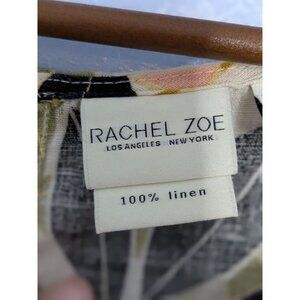 RACHEL ZOE
LOS ANGELES NEW YORK
100% linen